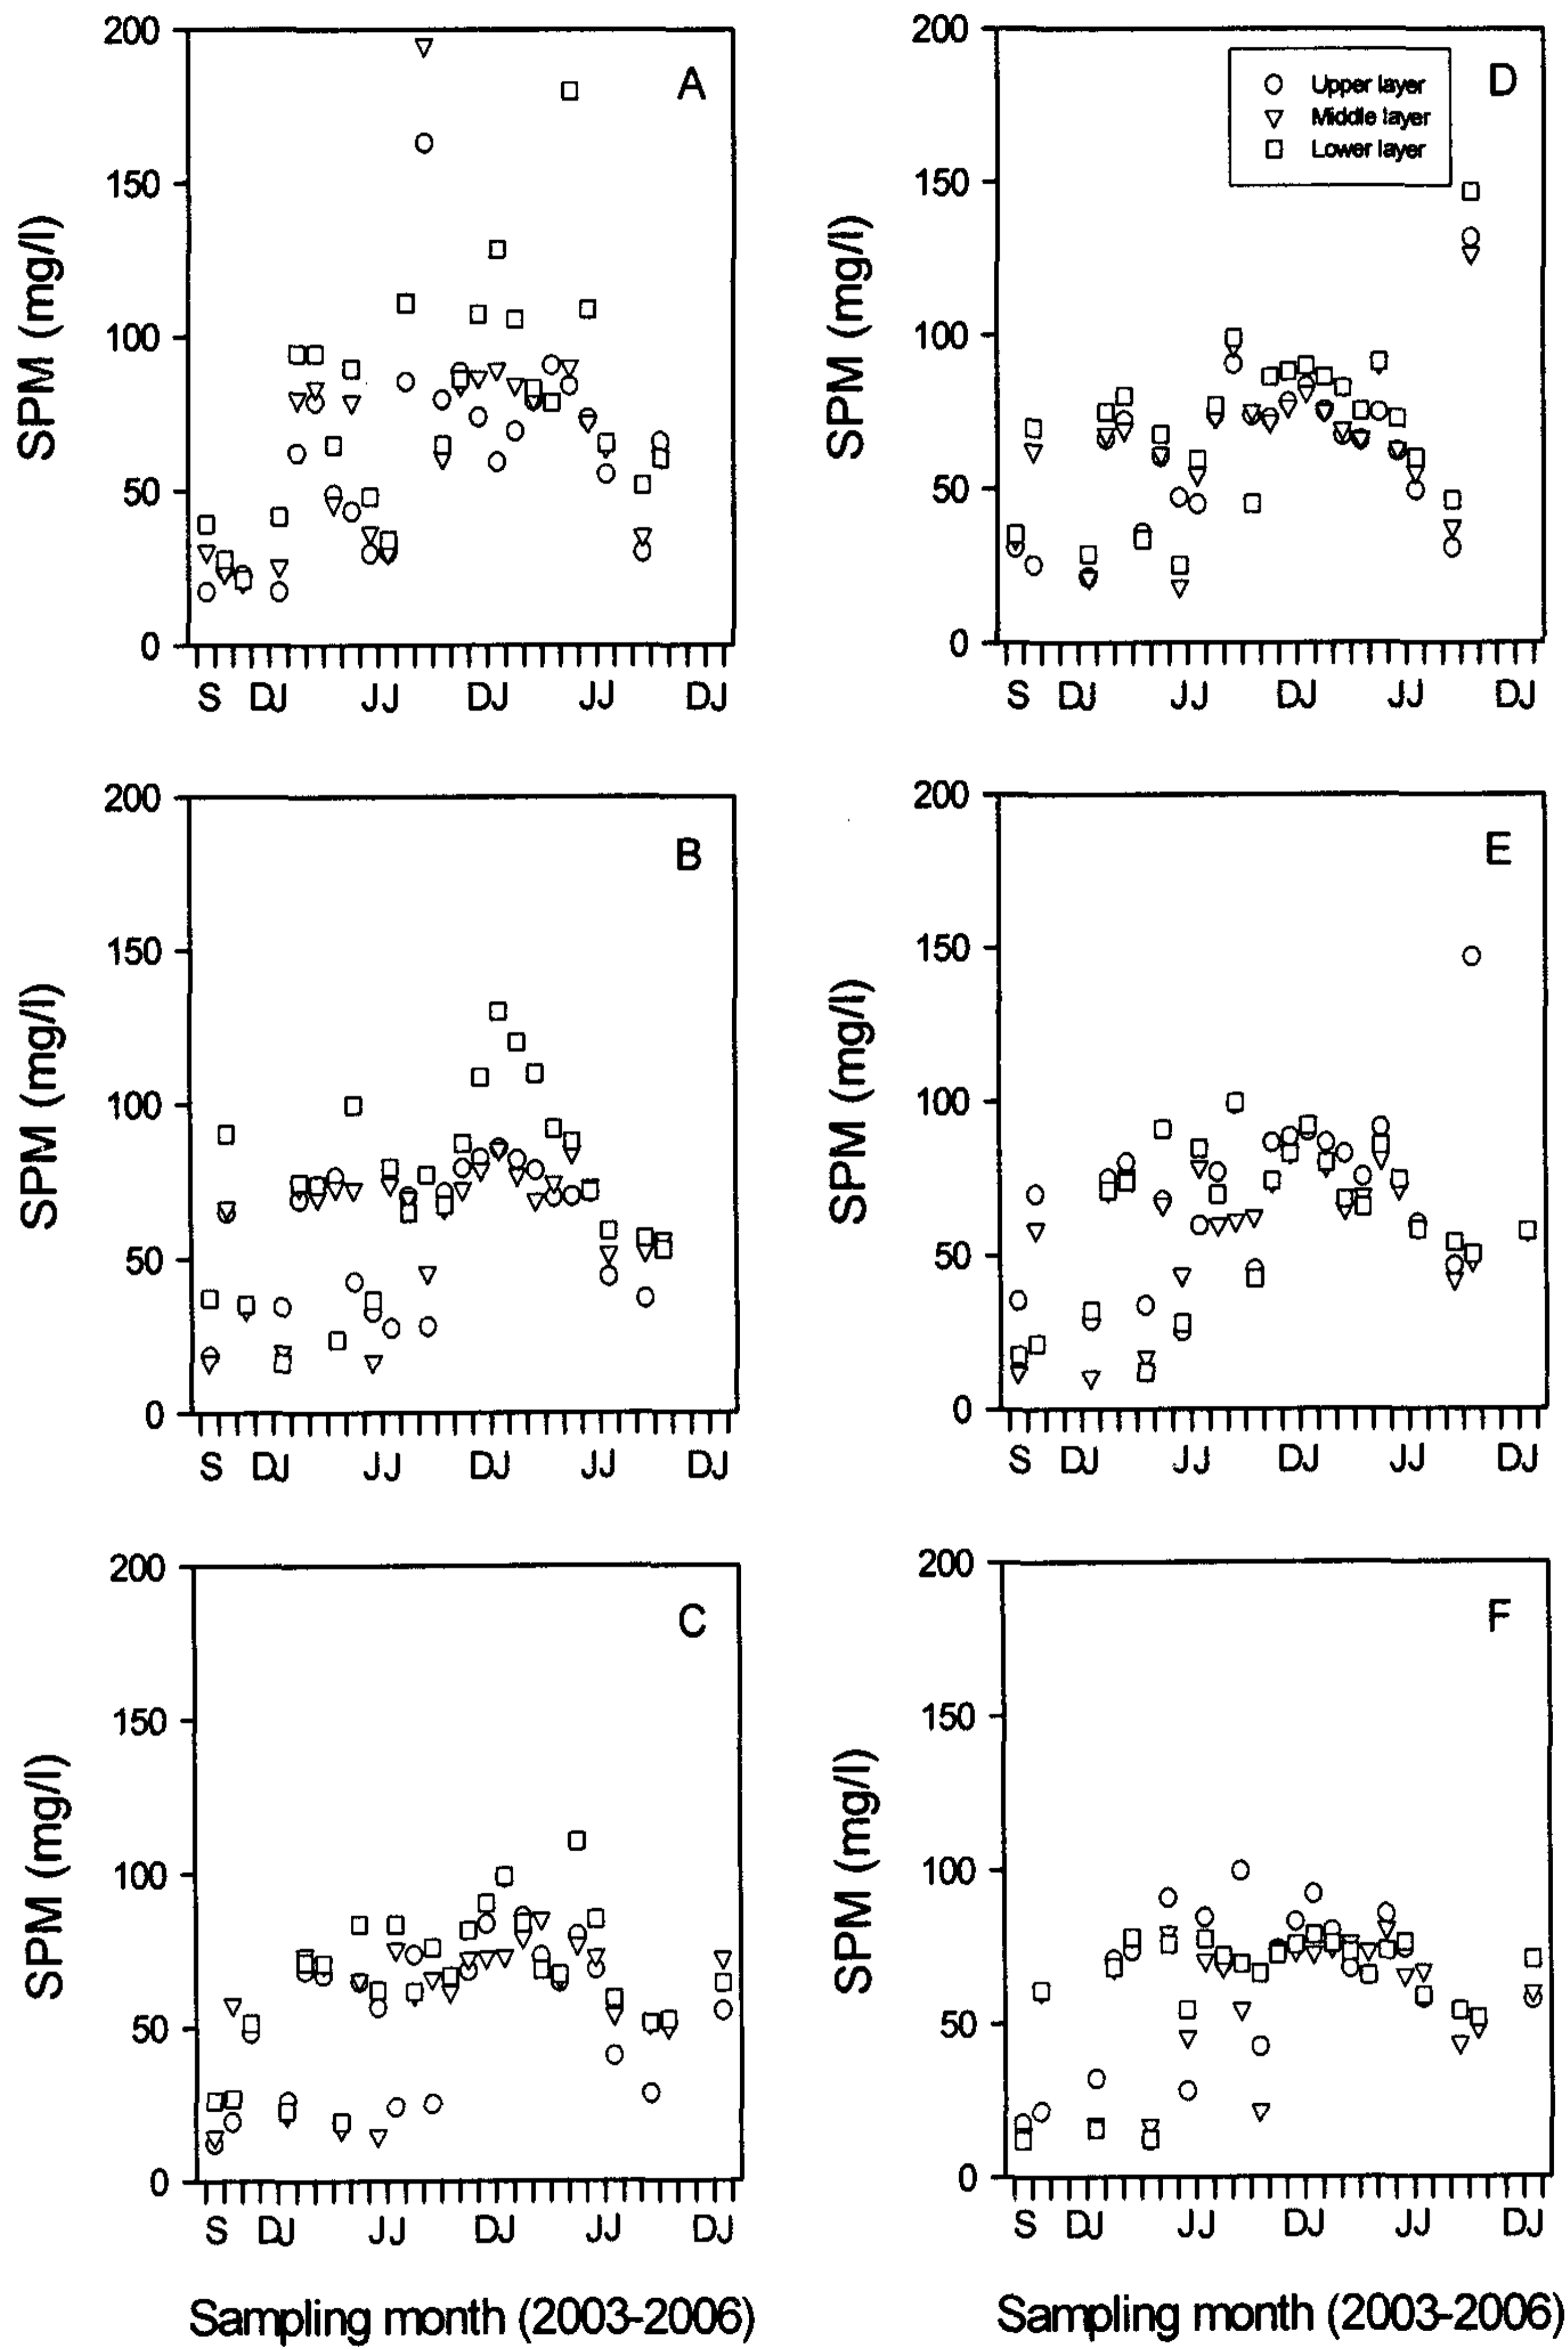 200
150
100
50
0
SPM (mg/l)
A
S DJ JJ DJ JJ DJ
200
150
100
50
0
SPM (mg/l)
D
Upper layer
Middle layer
Lower layer
S DJ JJ DJ JJ DJ
200
150
100
50
0
SPM (mg/l)
B
S DJ JJ DJ JJ DJ
200
150
100
50
0
SPM (mg/l)
E
S DJ JJ DJ JJ DJ
200
150
100
50
0
SPM (mg/l)
C
S DJ JJ DJ JJ DJ
Sampling month (2003-2006)
200
150
100
50
0
SPM (mg/l)
F
S DJ JJ DJ JJ DJ
Sampling month (2003-2006)